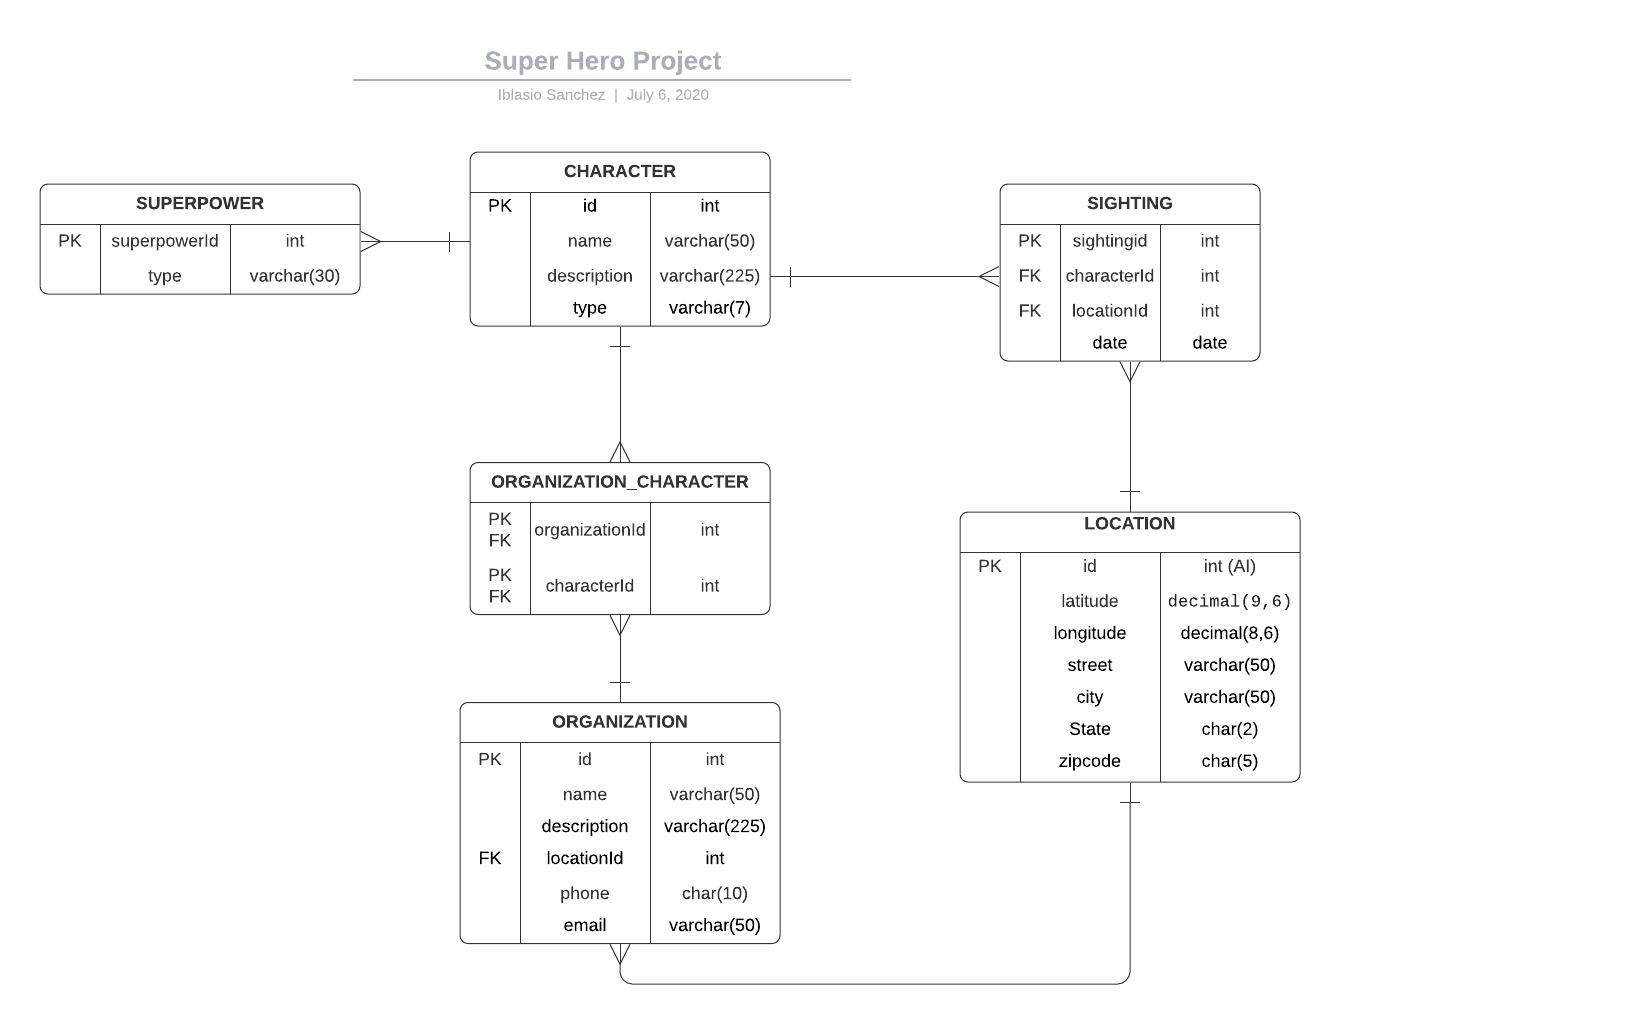 Super Hero Project
Iblasio Sanchez | July 6, 2020
SUPERPOWER
PK superpowerId int
type varchar(30)
CHARACTER
PK id int
name varchar(50)
description varchar(225)
type varchar(7)
SIGHTING
PK sightingid int
FK characterId int
FK locationId int
date date
ORGANIZATION_CHARACTER
PK
FK organizationId int
PK
FK characterId int
LOCATION
PK id int (AI)
latitude decimal(9,6)
longitude decimal(8,6)
street varchar(50)
city varchar(50)
State char(2)
zipcode char(5)
ORGANIZATION
PK id int
name varchar(50)
description varchar(225)
FK locationId int
phone char(10)
email varchar(50)